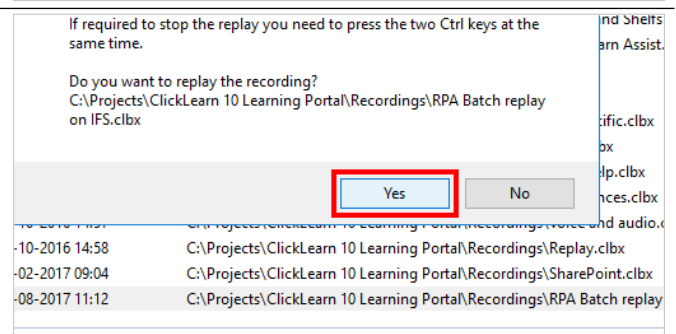 If required to stop the replay you need to press the two Ctrl keys at the
same time.
Do you want to replay the recording?
C:\Projects\ClickLearn 10 Learning Portal\Recordings\RPA Batch replay
on IFS.clbx
Yes
No
nd Shelfs
arn Assist.
ific.clbx
bx
lp.clbx
nces.clbx
and audio.
-10-2016 14:58 C:\Projects\ClickLearn 10 Learning Portal\Recordings\Replay.clbx
-02-2017 09:04 C:\Projects\ClickLearn 10 Learning Portal\Recordings\SharePoint.clbx
-08-2017 11:12 C:\Projects\ClickLearn 10 Learning Portal\Recordings\RPA Batch replay